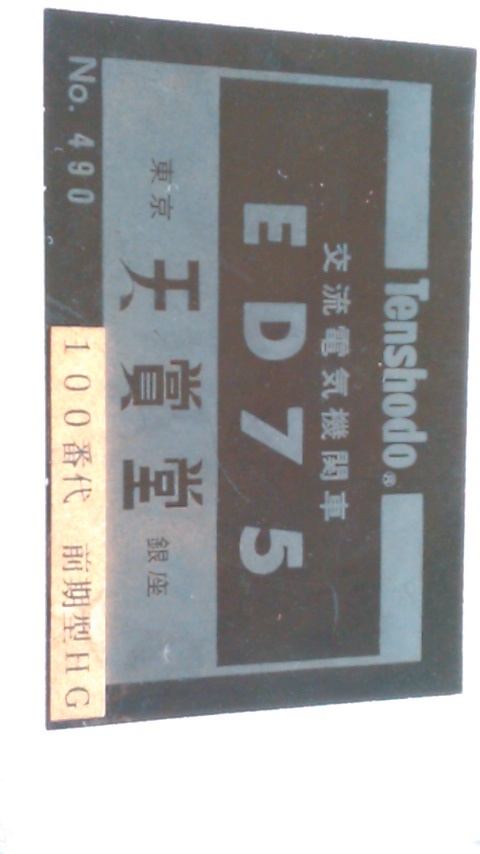 Tenshodo®
交流電気機関車
ED75
東京 天賞堂 銀座
No. 490
100番代 前期型HG